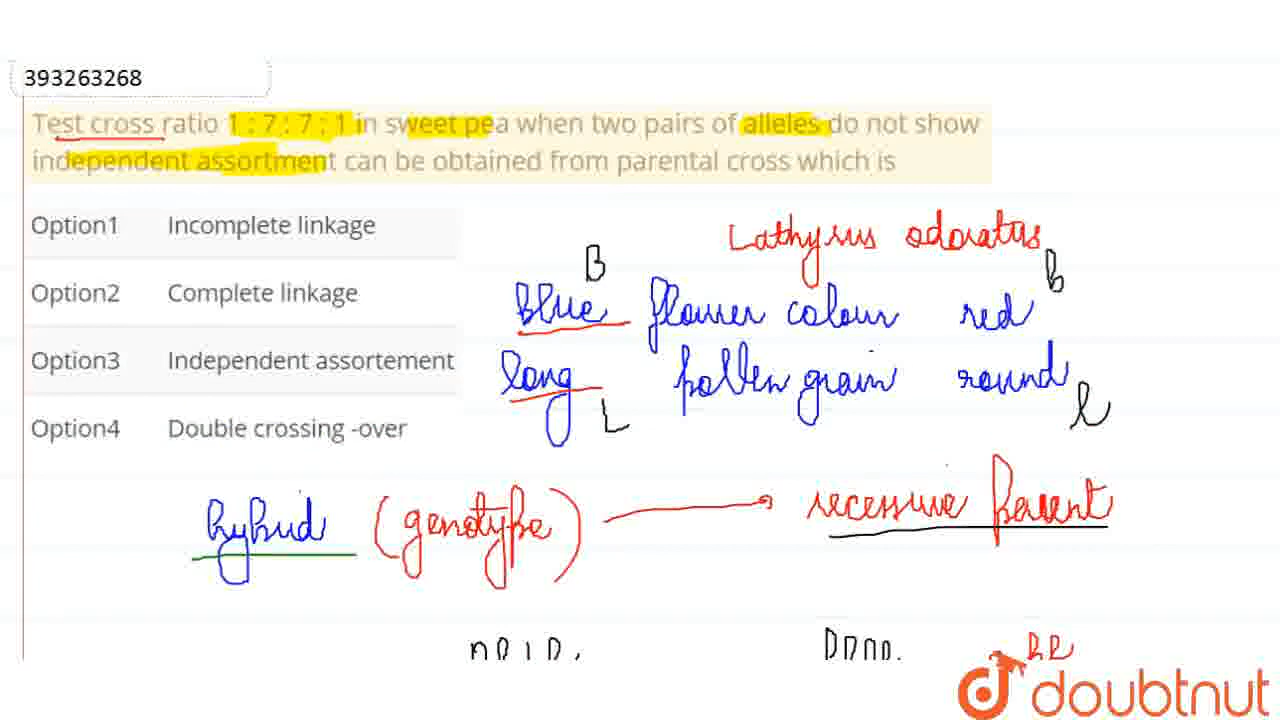 393263268
Test cross ratio 1 : 7 : 7 : 1 in sweet pea when two pairs of alleles do not show
independent assortment can be obtained from parental cross which is
Option1 Incomplete linkage
Option2 Complete linkage
Option3 Independent assortement
Option4 Double crossing -over
Lathyrus odoratus
B b
Blue flower colour red
long pollen grain round
L l
hybrid (genotype) → recessive parent
doubtnut